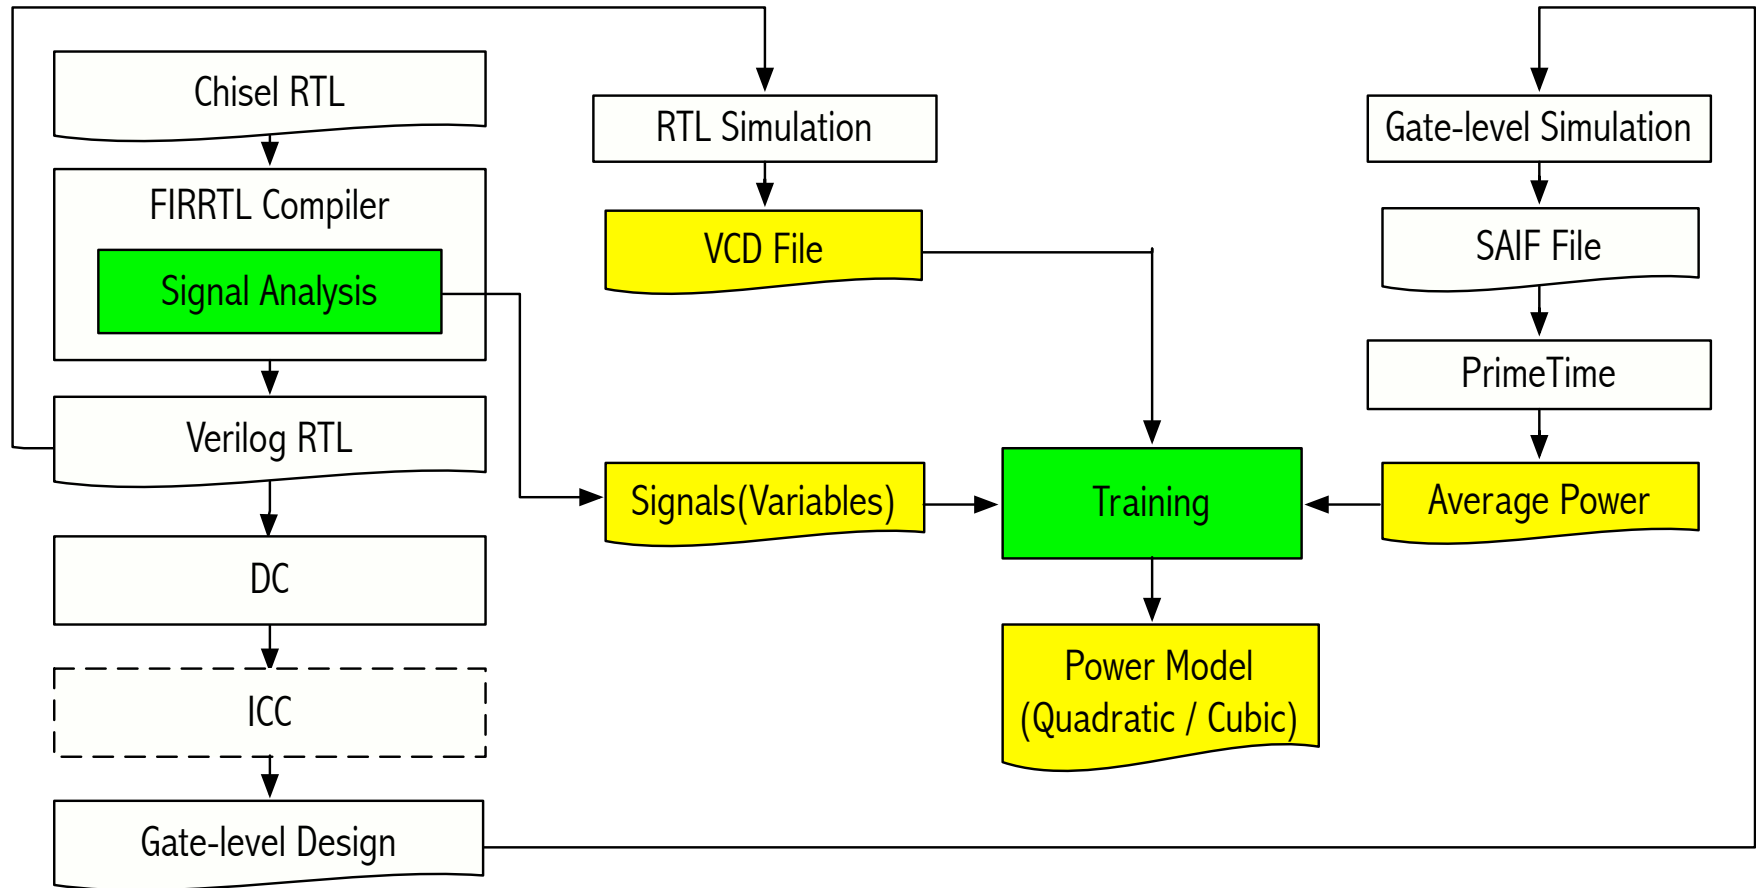 Chisel RTL
FIRRTL Compiler
Signal Analysis
Verilog RTL
DC
ICC
Gate-level Design
RTL Simulation
VCD File
Signals(Variables)
Training
Power Model
(Quadratic / Cubic)
Gate-level Simulation
SAIF File
PrimeTime
Average Power